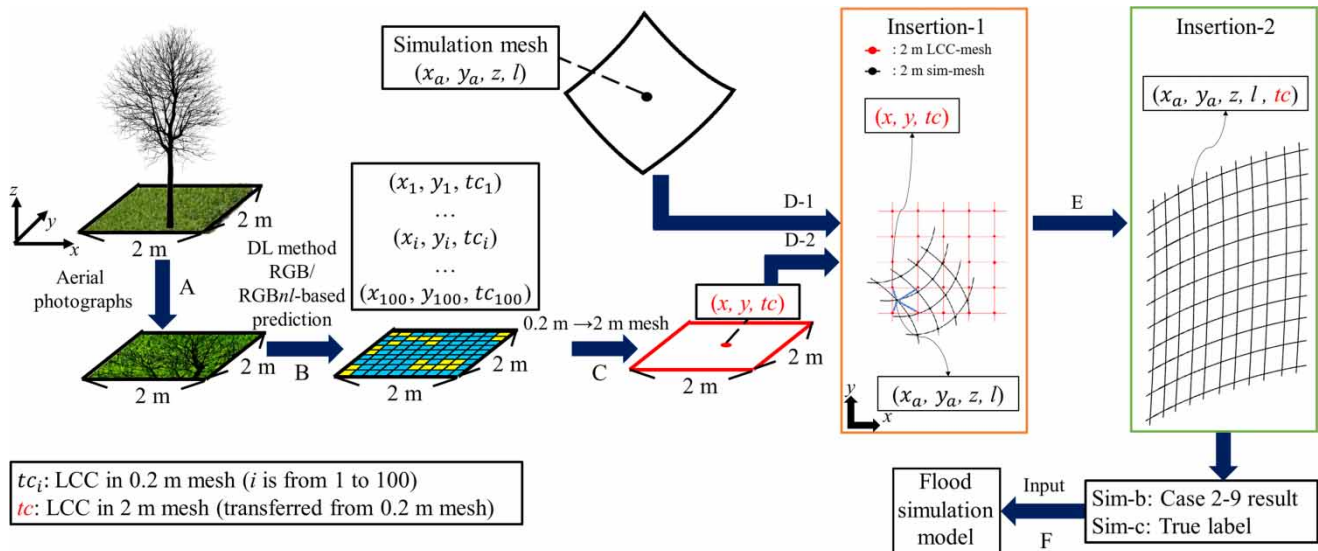 Simulation mesh
(x_a, y_a, z, l)
Insertion-1
: 2 m LCC-mesh
: 2 m sim-mesh
(x, y, tc)
Insertion-2
(x_a, y_a, z, l , tc)
z
y
x
2 m
2 m
Aerial
photographs
A
DL method
RGB/
RGBnl-based
prediction
B
(x_1, y_1, tc_1)
…
(x_i, y_i, tc_i)
…
(x_100, y_100, tc_100)
2 m
2 m
2 m
2 m
0.2 m →2 m mesh
C
(x, y, tc)
2 m
2 m
D-1
D-2
E
(x_a, y_a, z, l)
y
x
tc_i: LCC in 0.2 m mesh (i is from 1 to 100)
tc: LCC in 2 m mesh (transferred from 0.2 m mesh)
Flood
simulation
model
Input
F
Sim-b: Case 2-9 result
Sim-c: True label